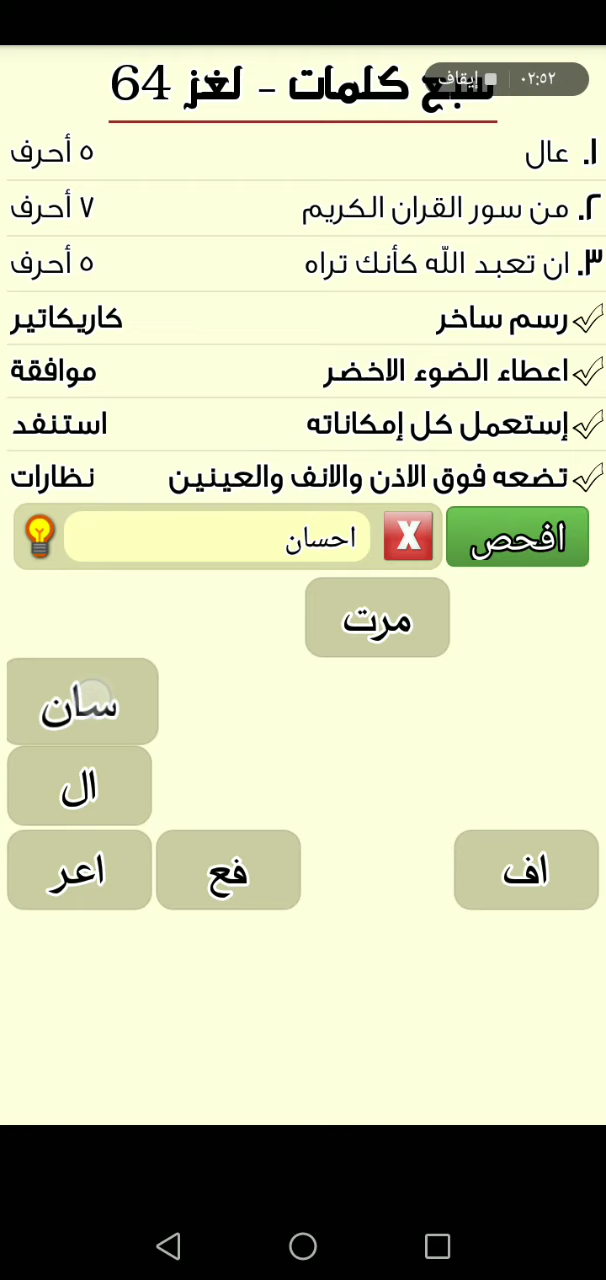 سبع كلمات - لغز 64
إيقاف ٠٢:٥٢
١. عال ٥ أحرف
٢. من سور القران الكريم ٧ أحرف
٣. ان تعبد الله كأنك تراه ٥ أحرف
رسم ساخر كاريكاتير
اعطاء الضوء الاخضر موافقة
إستعمل كل إمكاناته استنفد
تضعه فوق الاذن والانف والعينين نظارات
افحص X احسان
مرت
سان
ال
اف فع اعر